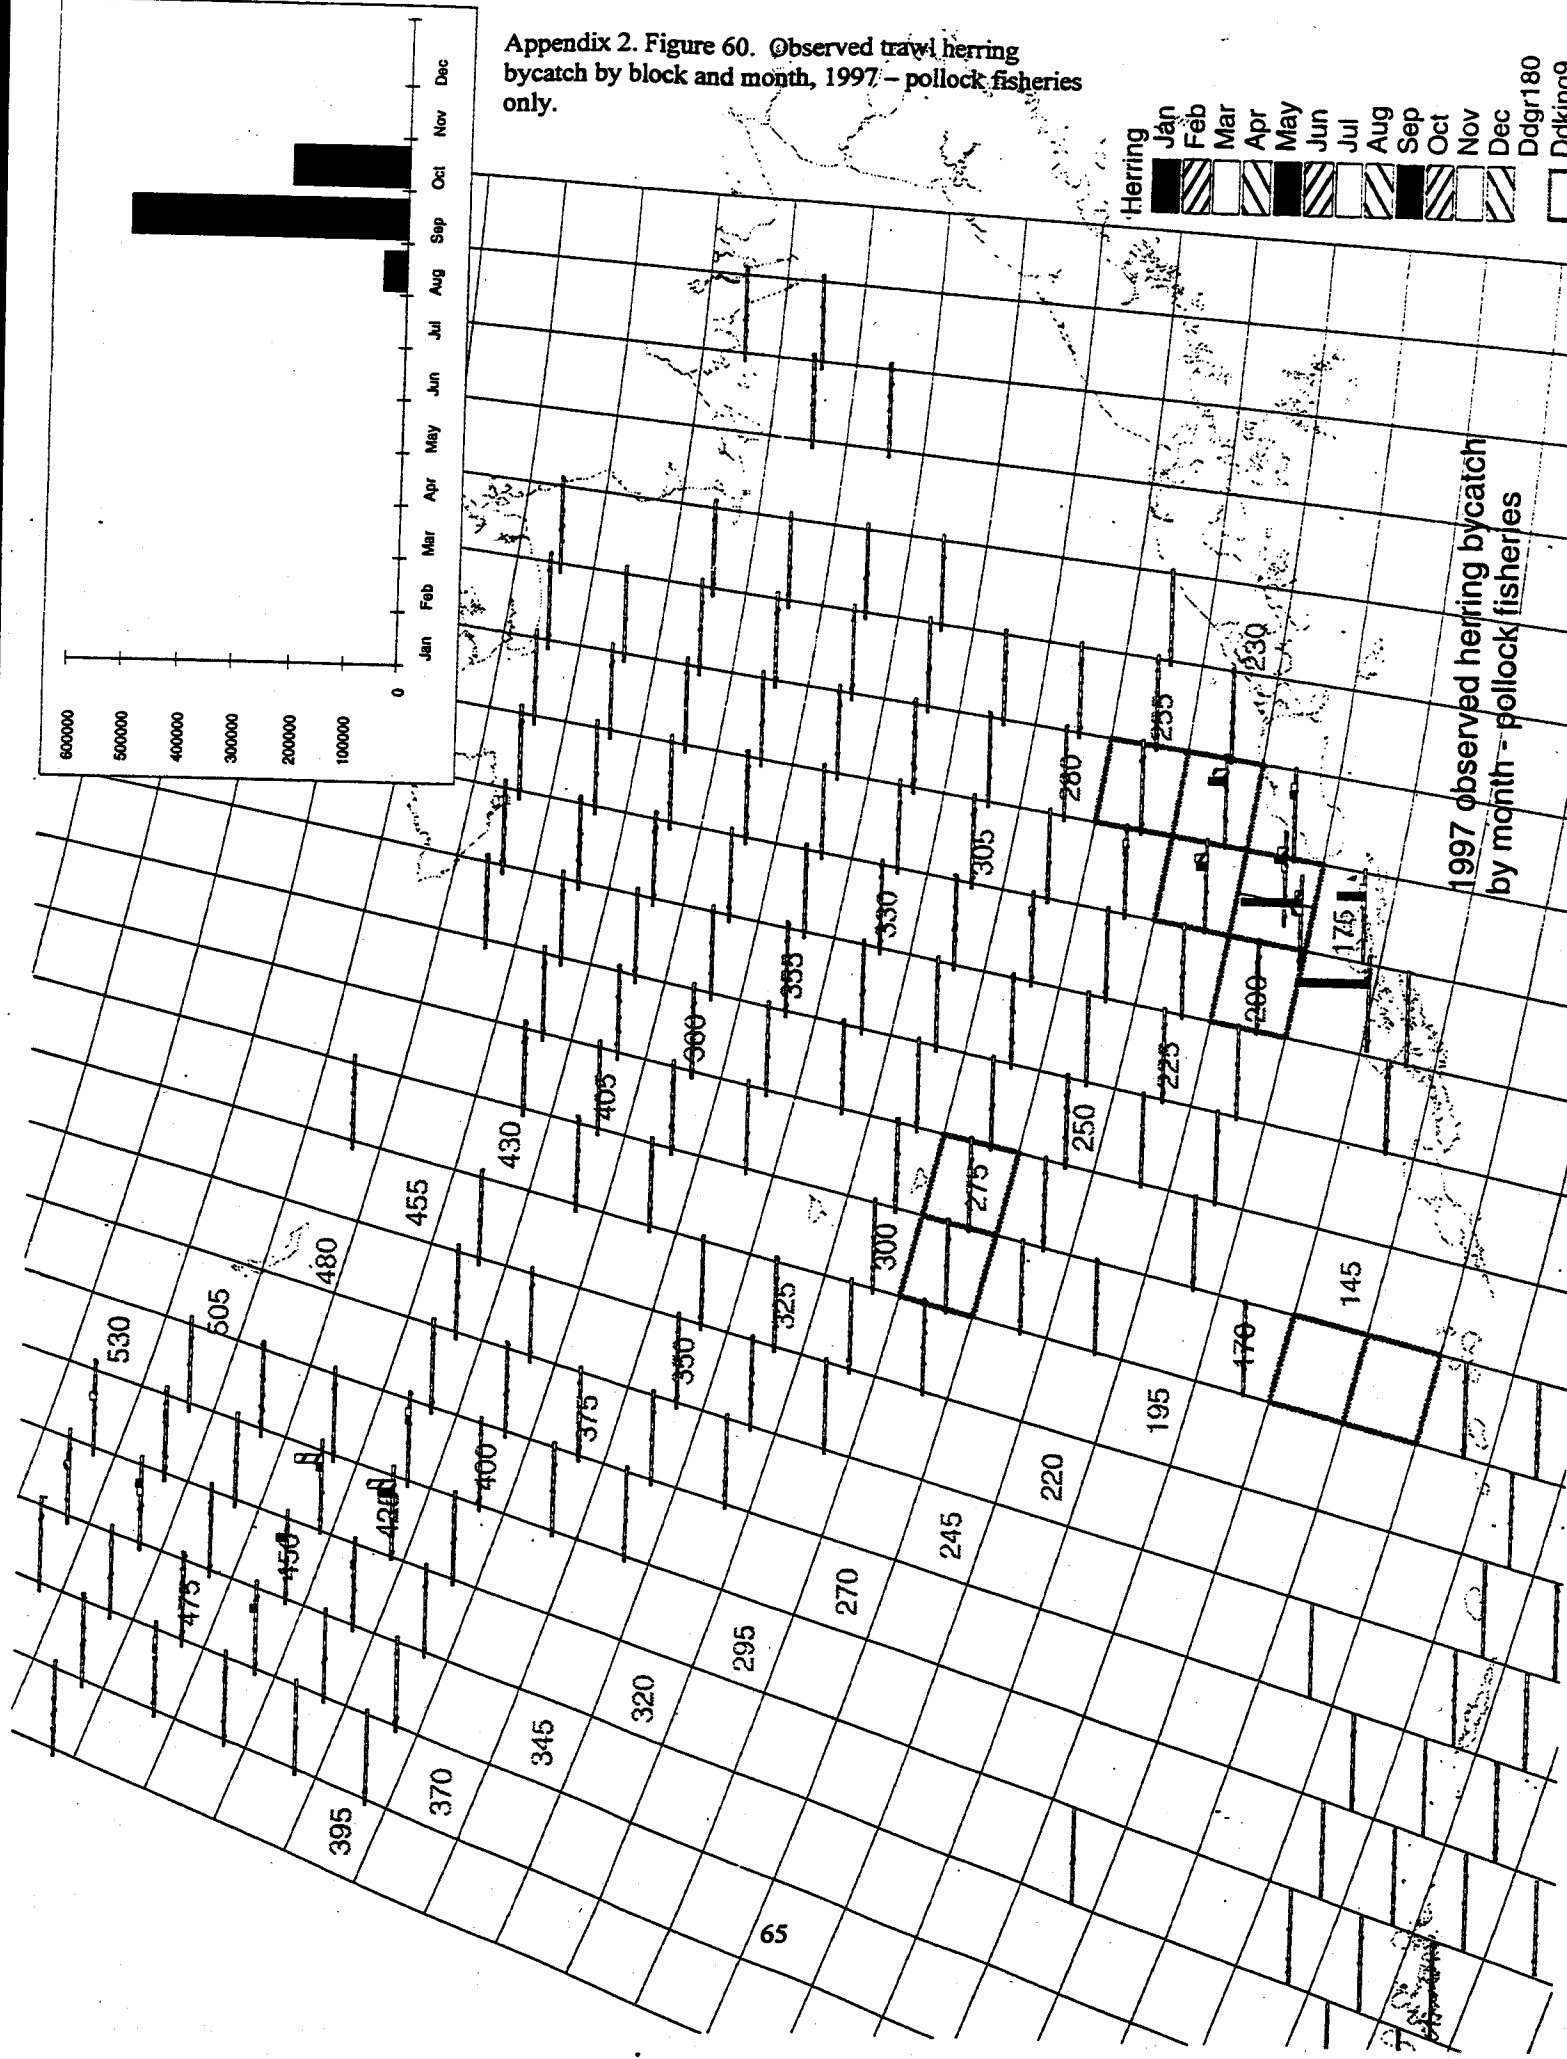 Appendix 2. Figure 60. Observed trawl herring
bycatch by block and month, 1997 – pollock fisheries
only.
600000
500000
400000
300000
200000
100000
0
Jan
Feb
Mar
Apr
May
Jun
Jul
Aug
Sep
Oct
Nov
Dec
Herring
Jan
Feb
Mar
Apr
May
Jun
Jul
Aug
Sep
Oct
Nov
Dec
Ddgr180
1997 observed herring bycatch
by month - pollock fisheries
530
505
480
455
430
405
355
330
305
280
255
230
475
450
400
375
350
325
300
275
250
225
200
175
395
370
345
320
295
270
245
220
195
170
145
65